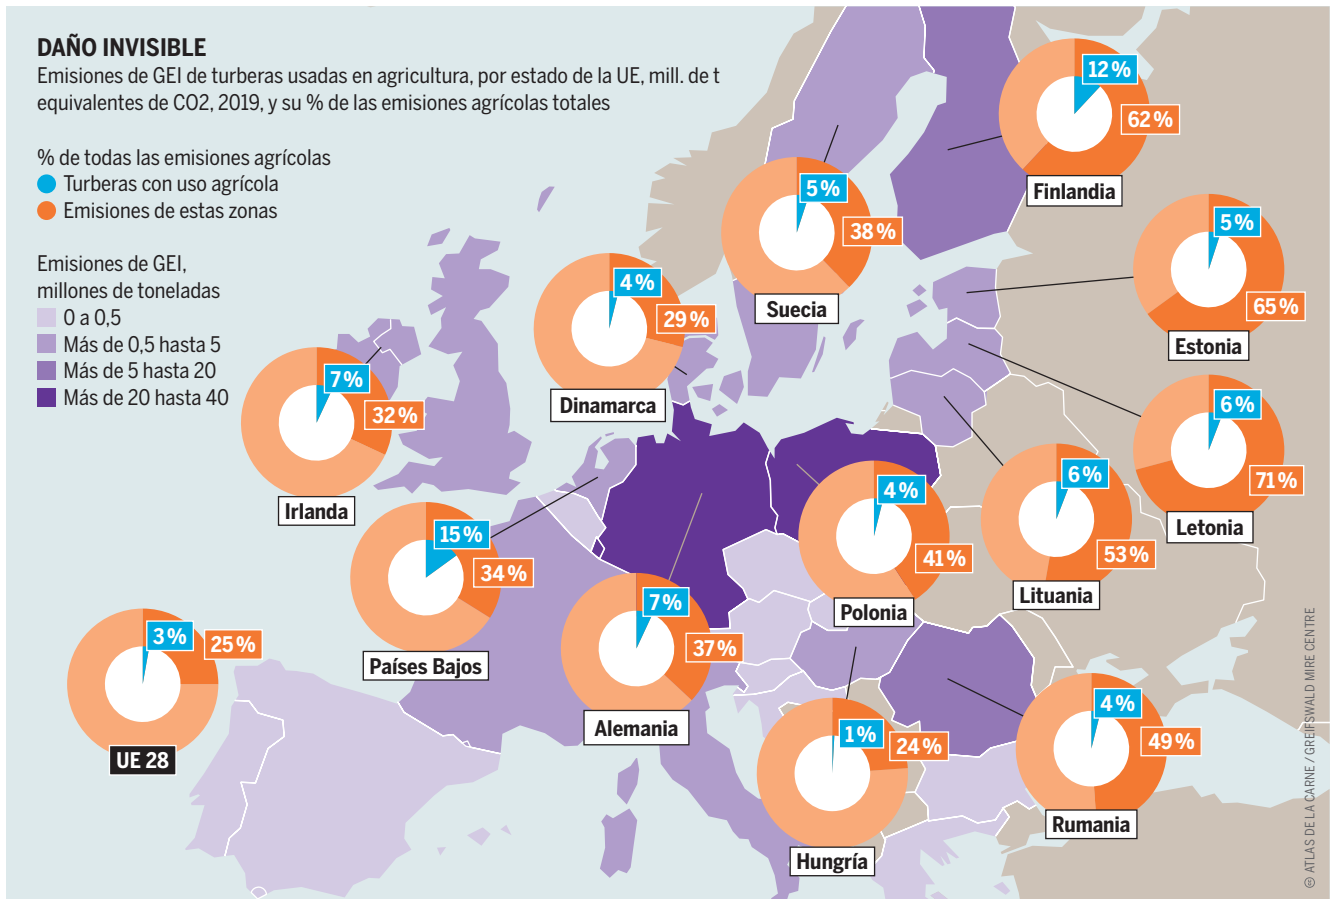 DAÑO INVISIBLE
Emisiones de GEI de turberas usadas en agricultura, por estado de la UE, mill. de t
equivalentes de CO2, 2019, y su % de las emisiones agrícolas totales
% de todas las emisiones agrícolas
Turberas con uso agrícola
Emisiones de estas zonas
Emisiones de GEI,
millones de toneladas
0 a 0,5
Más de 0,5 hasta 5
Más de 5 hasta 20
Más de 20 hasta 40
12 %
62 %
Finlandia
5 %
38 %
Suecia
5 %
65 %
Estonia
4 %
29 %
Dinamarca
7 %
32 %
Irlanda
6 %
71 %
Letonia
6 %
53 %
Lituania
4 %
41 %
Polonia
15 %
34 %
Países Bajos
7 %
37 %
Alemania
3 %
25 %
UE 28
1 %
24 %
Hungría
4 %
49 %
Rumania
ATLAS DE LA CARNE / GREIFSWALD MIRE CENTRE